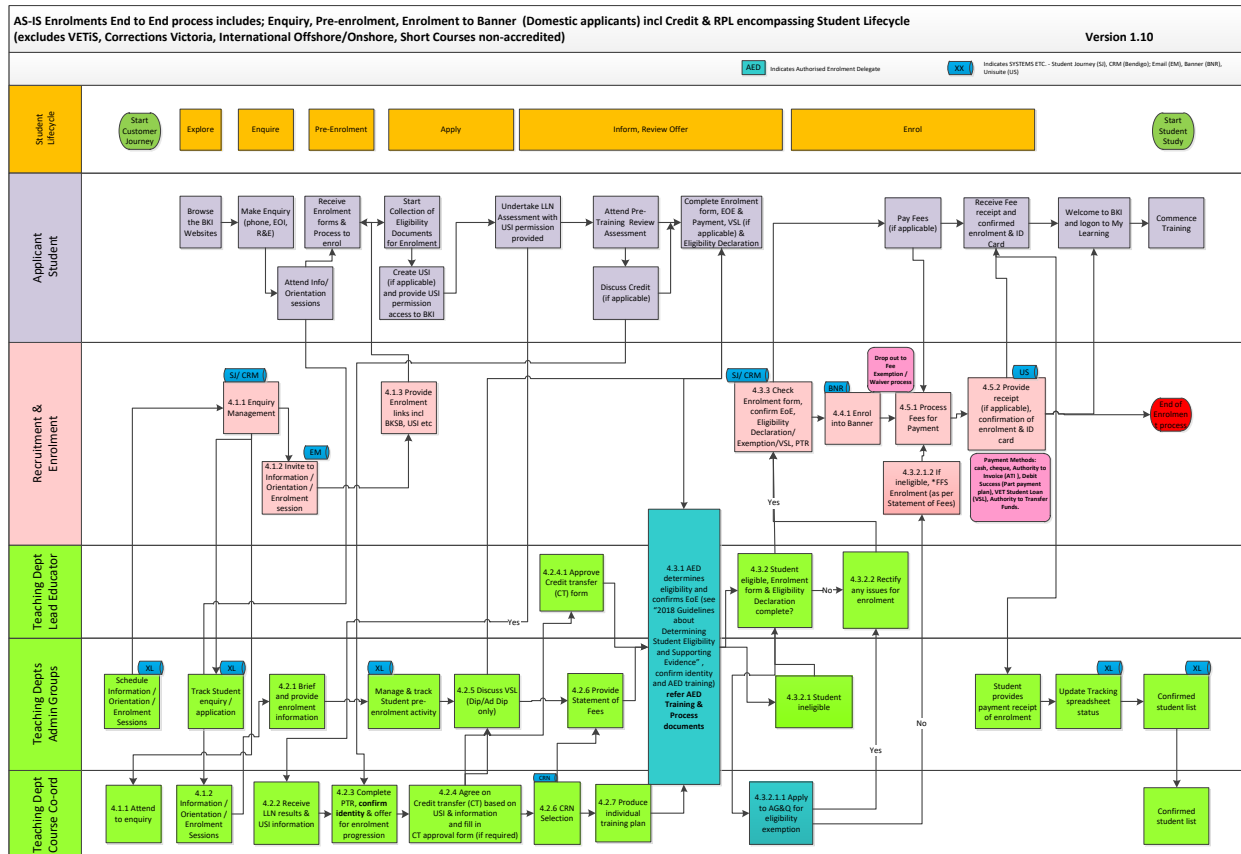 AS-IS Enrolments End to End process includes; Enquiry, Pre-enrolment, Enrolment to Banner (Domestic applicants) incl Credit & RPL encompassing Student Lifecycle
(excludes VETiS, Corrections Victoria, International Offshore/Onshore, Short Courses non-accredited)
Version 1.10
AED
Indicates Authorised Enrolment Delegate
XX
Indicates SYSTEMS ETC. - Student Journey (SJ), CRM (Bendigo); Email (EM), Banner (BNR),
Unisuite (US)
Student
Lifecycle
Start
Customer
Journey
Explore
Enquire
Pre-Enrolment
Apply
Inform, Review Offer
Enrol
Start
Student
Study
Applicant
Student
Browse
the BKI
Websites
Make Enquiry
(phone, EOI,
R&E)
Receive
Enrolment
forms &
Process to
enrol
Start
Collection of
Eligibility
Documents
for Enrolment
Undertake LLN
Assessment with
USI permission
provided
Attend Pre-
Training Review
Assessment
Complete Enrolment
form, EOE &
Payment, VSL (if
applicable) &
Eligibility Declaration
Pay Fees
(if applicable)
Receive Fee
receipt and
confirmed
enrolment & ID
Card
Welcome to BKI
and logon to My
Learning
Commence
Training
Attend Info/
Orientation
sessions
Create USI
(if applicable)
and provide USI
permission
access to BKI
Discuss Credit
(if applicable)
Recruitment &
Enrolment
SJ/ CRM
4.1.1 Enquiry
Management
EM
4.1.2 Invite to
Information /
Orientation /
Enrolment
session
4.1.3 Provide
Enrolment
links incl
BKSB, USI etc
SJ/ CRM
4.3.3 Check
Enrolment form,
confirm EoE,
Eligibility
Declaration/
Exemption/VSL, PTR
BNR
4.4.1 Enrol
into Banner
Drop out to
Fee
Exemption /
Waiver process
4.5.1 Process
Fees for
Payment
US
4.5.2 Provide
receipt
(if applicable),
confirmation of
enrolment & ID
card
End of
Enrolmen
t process
4.3.2.1.2 If
ineligible, *FFS
Enrolment (as per
Statement of Fees)
Payment Methods:
cash, cheque, Authority to
Invoice (ATI ), Debit
Success (Part payment
plan), VET Student Loan
(VSL), Authority to Transfer
Funds.
Yes
Teaching Dept
Lead Educator
4.2.4.1 Approve
Credit transfer
(CT) form
Yes
4.3.1 AED
determines
eligibility and
confirms EoE (see
"2018 Guidelines
about
Determining
Student Eligibility
and Supporting
Evidence" ,
confirm identity
and AED training)
refer AED
Training &
Process
documents
4.3.2 Student
eligible, Enrolment
form & Eligibility
Declaration
complete?
No
4.3.2.2 Rectify
any issues for
enrolment
Teaching Depts
Admin Groups
XL
Schedule
Information /
Orientation /
Enrolment Sessions
XL
Track Student
enquiry /
application
4.2.1 Brief
and provide
enrolment
information
XL
Manage & track
Student pre-
enrolment activity
4.2.5 Discuss VSL
(Dip/Ad Dip
only)
4.2.6 Provide
Statement of
Fees
4.3.2.1 Student
ineligible
No
Yes
Student
provides
payment receipt
of enrolment
XL
Update Tracking
spreadsheet
status
XL
Confirmed
student list
Teaching Dept
Course Co-ord
4.1.1 Attend
to enquiry
4.1.2
Information /
Orientation /
Enrolment
Sessions
4.2.2 Receive
LLN results &
USI information
4.2.3 Complete
PTR, confirm
identity & offer
for enrolment
progression
4.2.4 Agree on
Credit transfer (CT) based on
USI & information
and fill in
CT approval form (if required)
CRN
4.2.6 CRN
Selection
4.2.7 Produce
individual
training plan
4.3.2.1.1 Apply
to AG&Q for
eligibility
exemption
Confirmed
student list